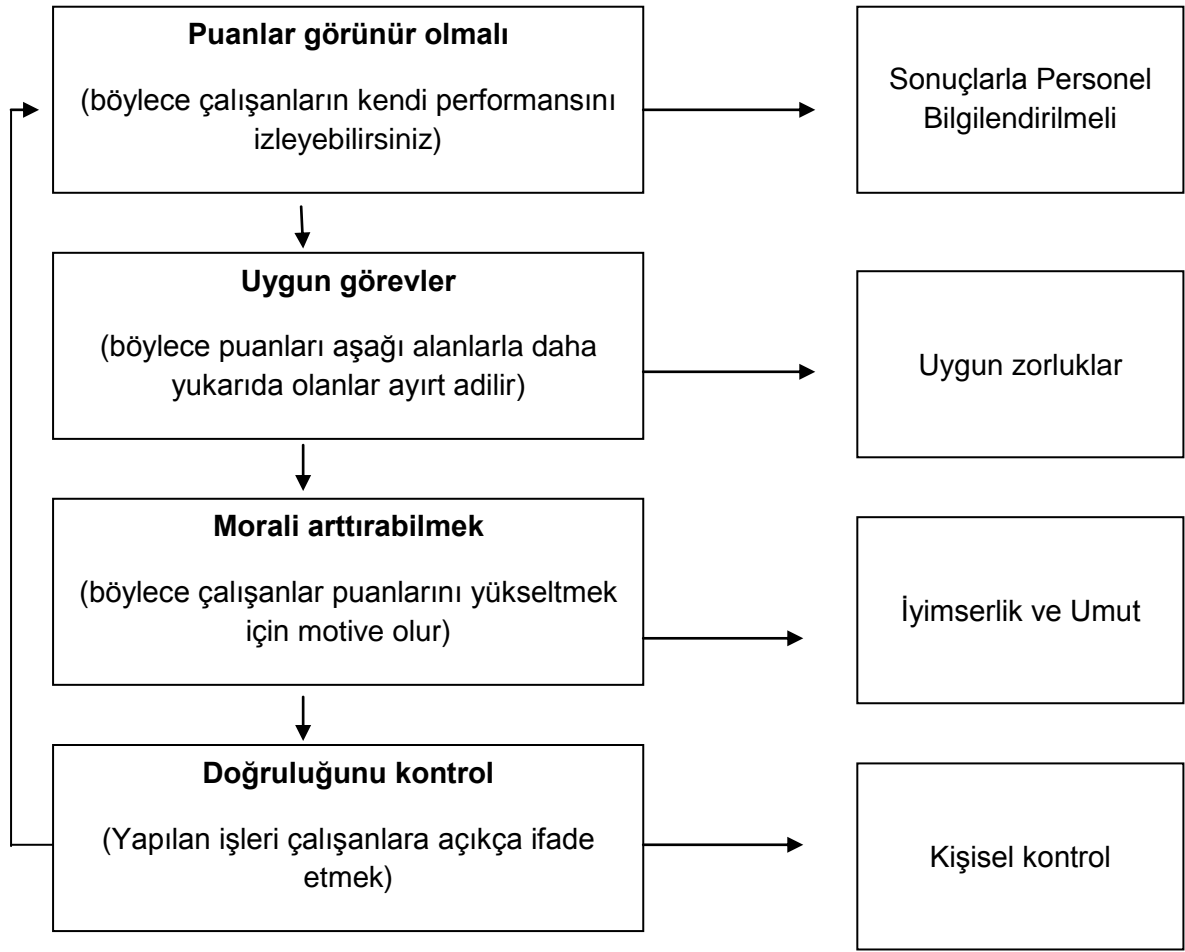 Puanlar görünür olmalı
(böylece çalışanların kendi performansını
izleyebilirsiniz)
Sonuçlarla Personel
Bilgilendirilmeli
Uygun görevler
(böylece puanları aşağı alanlarla daha
yukarıda olanlar ayırt adilir)
Uygun zorluklar
Morali arttırabilmek
(böylece çalışanlar puanlarını yükseltmek
için motive olur)
İyimserlik ve Umut
Doğruluğunu kontrol
(Yapılan işleri çalışanlara açıkça ifade
etmek)
Kişisel kontrol